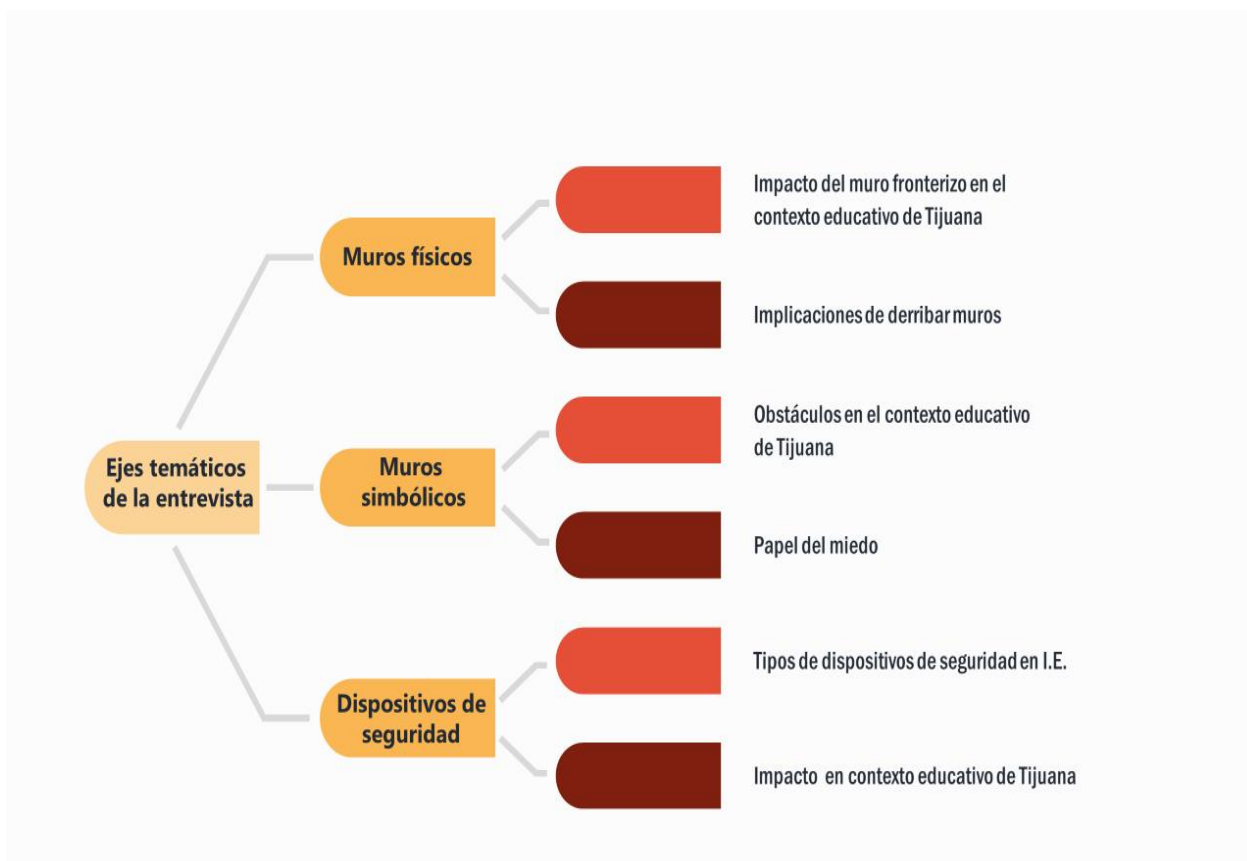 Ejes temáticos
de la entrevista
Muros físicos
Impacto del muro fronterizo en el
contexto educativo de Tijuana
Implicaciones de derribar muros
Muros
simbólicos
Obstáculos en el contexto educativo
de Tijuana
Papel del miedo
Dispositivos de
seguridad
Tipos de dispositivos de seguridad en I.E.
Impacto en contexto educativo de Tijuana